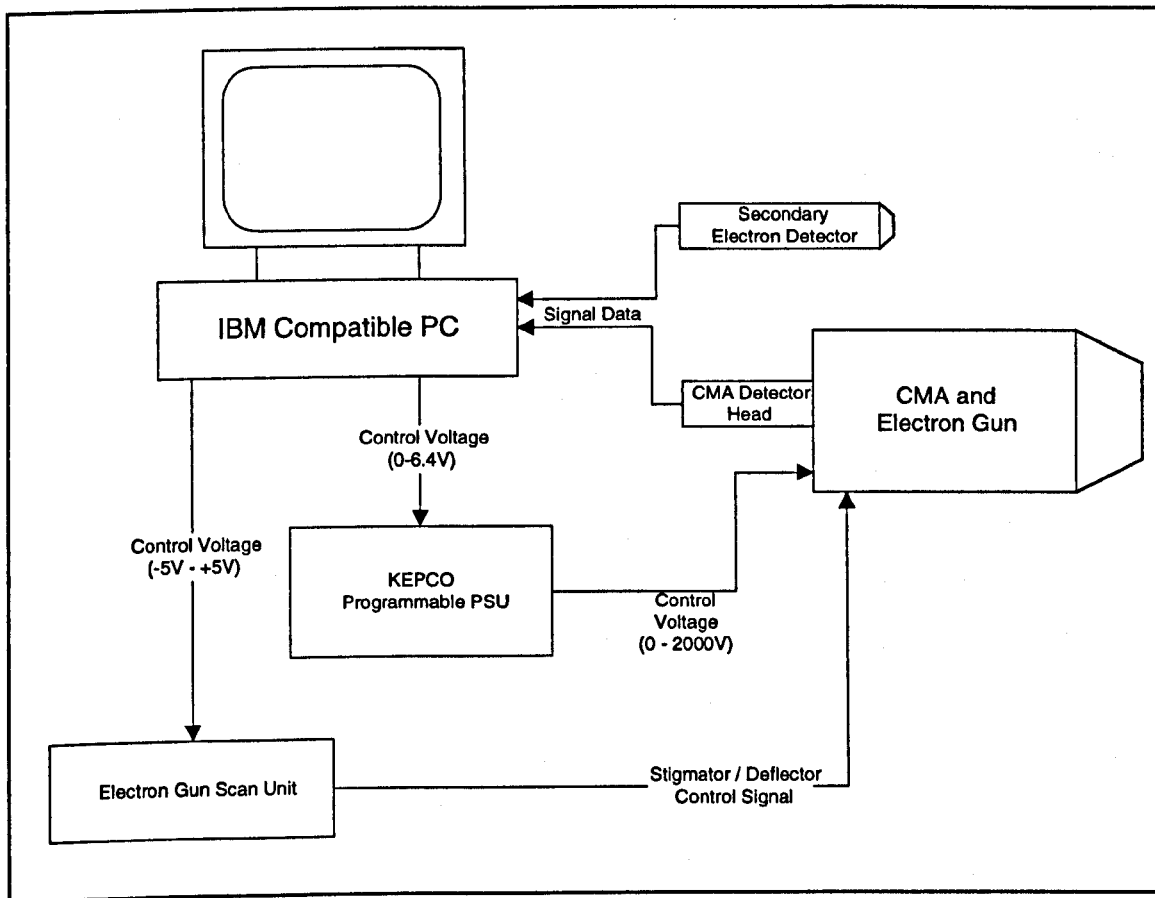 Secondary
Electron Detector
IBM Compatible PC
Signal Data
CMA Detector
Head
CMA and
Electron Gun
Control Voltage
(0-6.4V)
Control Voltage
(-5V - +5V)
KEPCO
Programmable PSU
Control
Voltage
(0 - 2000V)
Electron Gun Scan Unit
Stigmator / Deflector
Control Signal